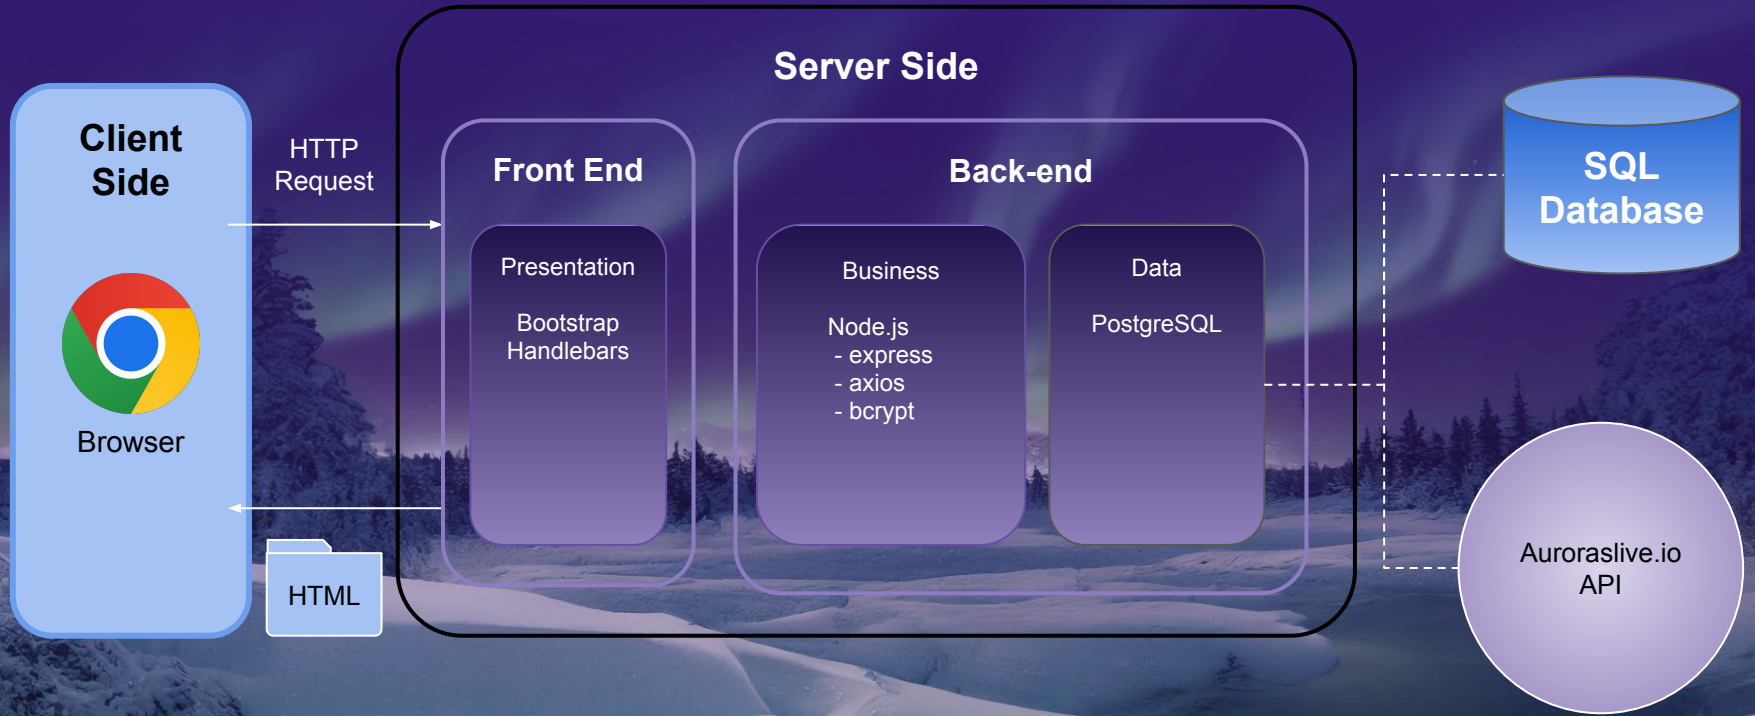 Server Side
Client
Side
HTTP
Request
Browser
HTML
Front End
Presentation
Bootstrap
Handlebars
Back-end
Business
Node.js
- express
- axios
- bcrypt
Data
PostgreSQL
SQL
Database
Auroraslive.io
API